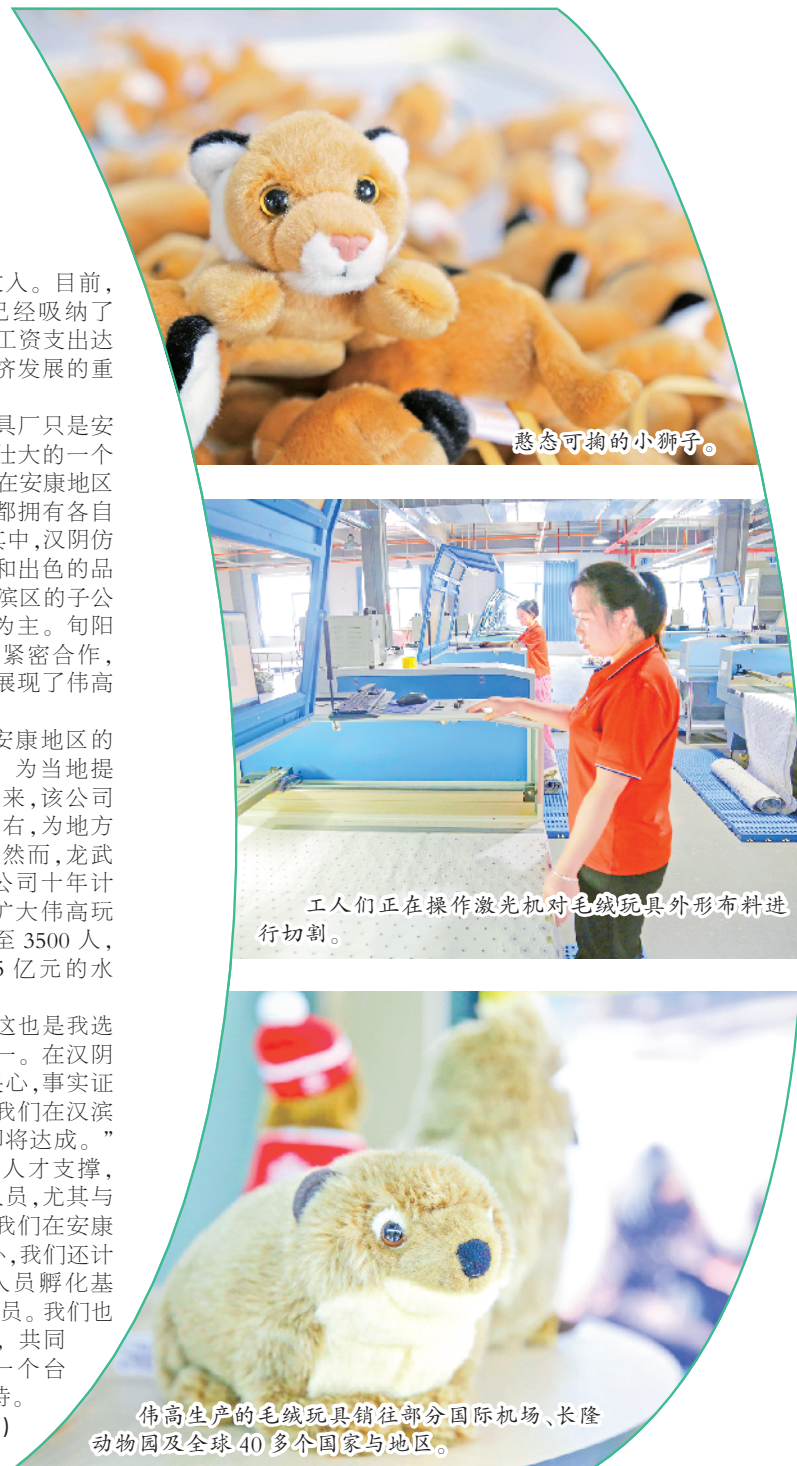 入。目前,
已经吸纳了
工资支出达
济发展的重
具厂只是安
壮大的一个
在安康地区
都拥有各自
其中,汉阴仿
和出色的品
滨区的子公
为主。旬阳
紧密合作,
展现了伟高
安康地区的
为当地提
来,该公司
右,为地方
然而,龙武
公司十年计
扩大伟高玩
至 3500 人,
亿元的水
这也是我选
一。在汉阴
心,事实证
我们在汉滨
即将达成。”
人才支撑,
员,尤其与
我们在安康
,我们还计
人员孵化基
员。我们也
,共同
一个台
待。
)
憨态可掬的小狮子。
工人们正在操作激光机对毛绒玩具外形布料进
行切割。
伟高生产的毛绒玩具销往部分国际机场、长隆
动物园及全球 40 多个国家与地区。